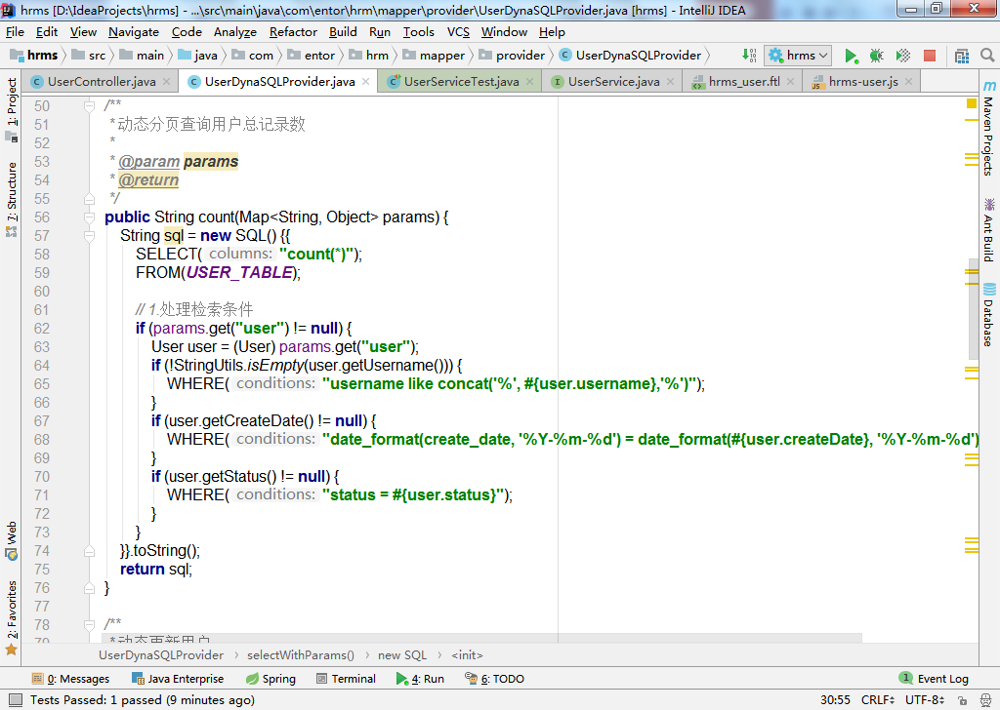 hrms [D:\IdeaProjects\hrms] - ...\src\main\java\com\entor\hrm\mapper\provider\UserDynaSQLProvider.java [hrms] - IntelliJ IDEA
File Edit View Navigate Code Analyze Refactor Build Run Tools VCS Window Help
hrms src main java com entor hrm mapper provider UserDynaSQLProvider hrms
UserController.java UserDynaSQLProvider.java UserServiceTest.java UserService.java hrms_user.ftl hrms-user.js
1: Project
7: Structure
Web
2: Favorites
50 /**
51 *动态分页查询用户总记录数
52 *
53 * @param params
54 * @return
55 */
56 public String count(Map<String, Object> params) {
57 String sql = new SQL() {{
58 SELECT( columns: "count(*)");
59 FROM(USER_TABLE);
60
61 // 1.处理检索条件
62 if (params.get("user") != null) {
63 User user = (User) params.get("user");
64 if (!StringUtils.isEmpty(user.getUsername())) {
65 WHERE( conditions: "username like concat('%', #{user.username},'%')");
66 }
67 if (user.getCreateDate() != null) {
68 WHERE( conditions: "date_format(create_date, '%Y-%m-%d') = date_format(#{user.createDate}, '%Y-%m-%d')
69 }
70 if (user.getStatus() != null) {
71 WHERE( conditions: "status = #{user.status}");
72 }
73 }
74 }}.toString();
75 return sql;
76 }
77
78 /**
79 *动态更新用户
Maven Projects
Ant Build
Database
UserDynaSQLProvider selectWithParams() new SQL <init>
0: Messages Java Enterprise Spring Terminal 4: Run 6: TODO 1 Event Log
Tests Passed: 1 passed (9 minutes ago) 30:55 CRLF UTF-8